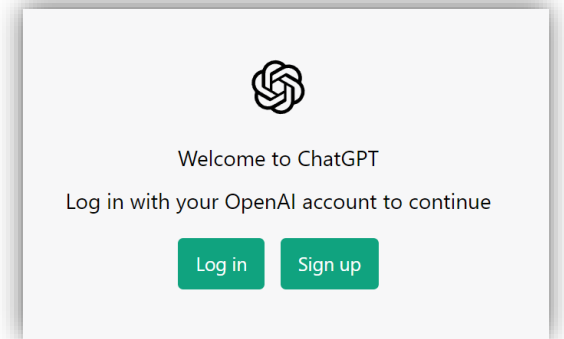 Welcome to ChatGPT
Log in with your OpenAI account to continue
Log in
Sign up